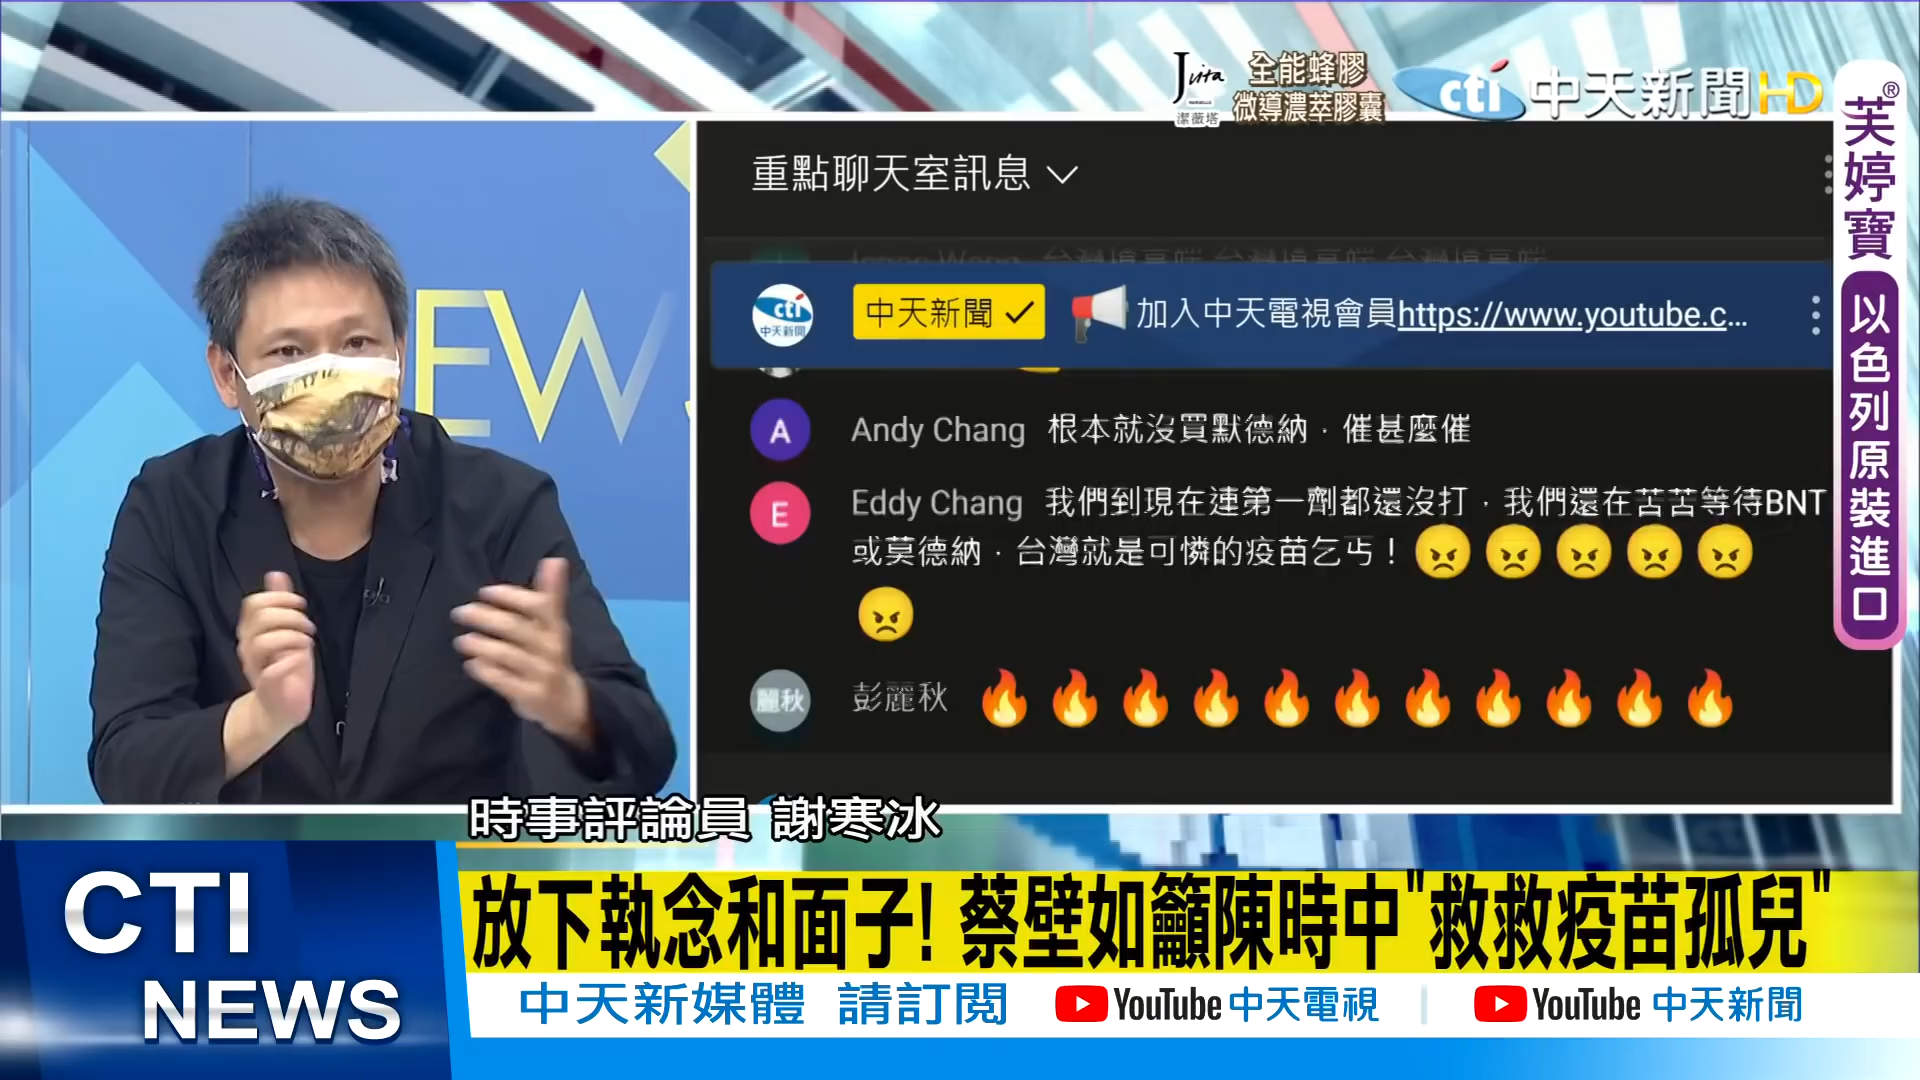 Jvita
潔薇塔
全能蜂膠
微導濃萃膠囊
cti 中天新聞HD
芙婷寶®
以色列原裝進口
EW
重點聊天室訊息
cti
中天新聞
中天新聞 ✓ 加入中天電視會員https://www.youtube.c...
A Andy Chang 根本就沒買默德納，催甚麼催
E Eddy Chang 我們到現在連第一劑都還沒打，我們還在苦苦等待BNT
或莫德納，台灣就是可憐的疫苗乞丐！😠😠😠😠😠
😠
麗秋 彭麗秋 🔥🔥🔥🔥🔥🔥🔥🔥🔥🔥🔥
時事評論員 謝寒冰
CTI
NEWS
放下執念和面子! 蔡壁如籲陳時中"救救疫苗孤兒"
中天新媒體 請訂閱 YouTube 中天電視 | YouTube 中天新聞